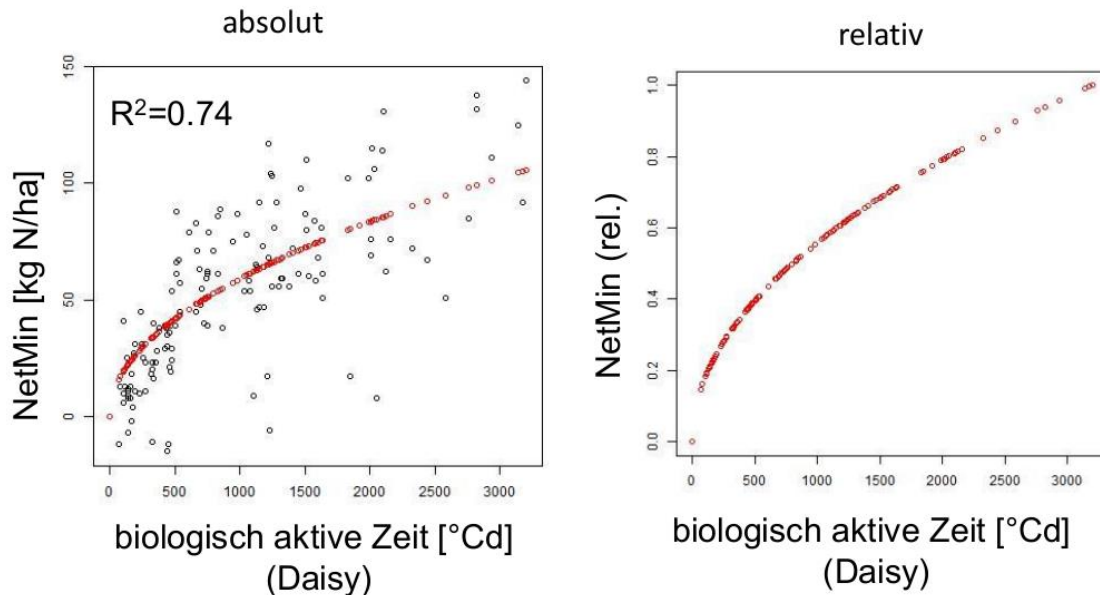 absolut
R²=0.74
NetMin [kg N/ha]
150
100
50
0
0 500 1000 1500 2000 2500 3000
biologisch aktive Zeit [°Cd]
(Daisy)
relativ
NetMin (rel.)
1.0
0.8
0.6
0.4
0.2
0.0
0 500 1000 1500 2000 2500 3000
biologisch aktive Zeit [°Cd]
(Daisy)